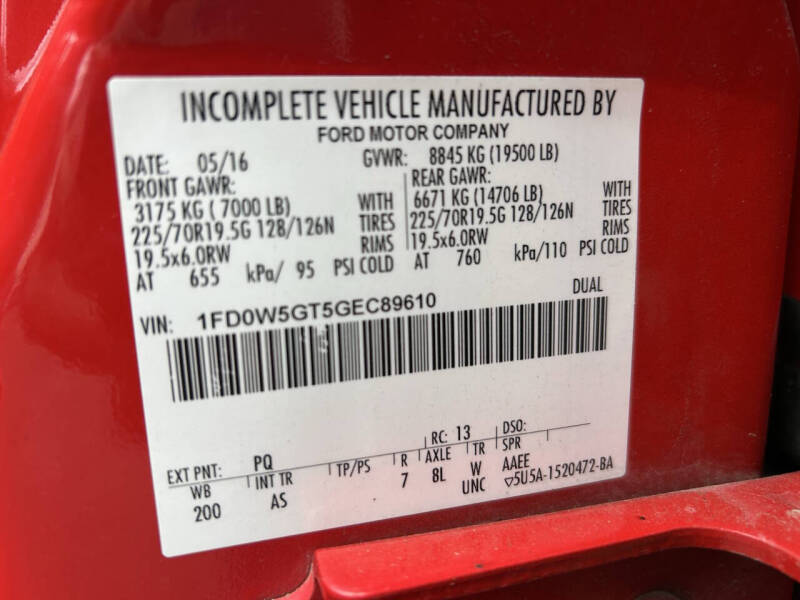 INCOMPLETE VEHICLE MANUFACTURED BY
FORD MOTOR COMPANY
DATE: 05/16 GVWR: 8845 KG (19500 LB)
FRONT GAWR: REAR GAWR:
3175 KG ( 7000 LB) WITH 6671 KG (14706 LB) WITH
225/70R19.5G 128/126N TIRES 225/70R19.5G 128/126N TIRES
19.5x6.0RW RIMS 19.5x6.0RW RIMS
AT 655 kPa/ 95 PSI COLD AT 760 kPa/110 PSI COLD
DUAL
VIN: 1FD0W5GT5GEC89610
RC: 13 DSO:
EXT PNT: PQ
WB INT TR TP/PS R AXLE TR SPR
200 AS 7 8L W AAEE
UNC ▽5U5A-1520472-BA